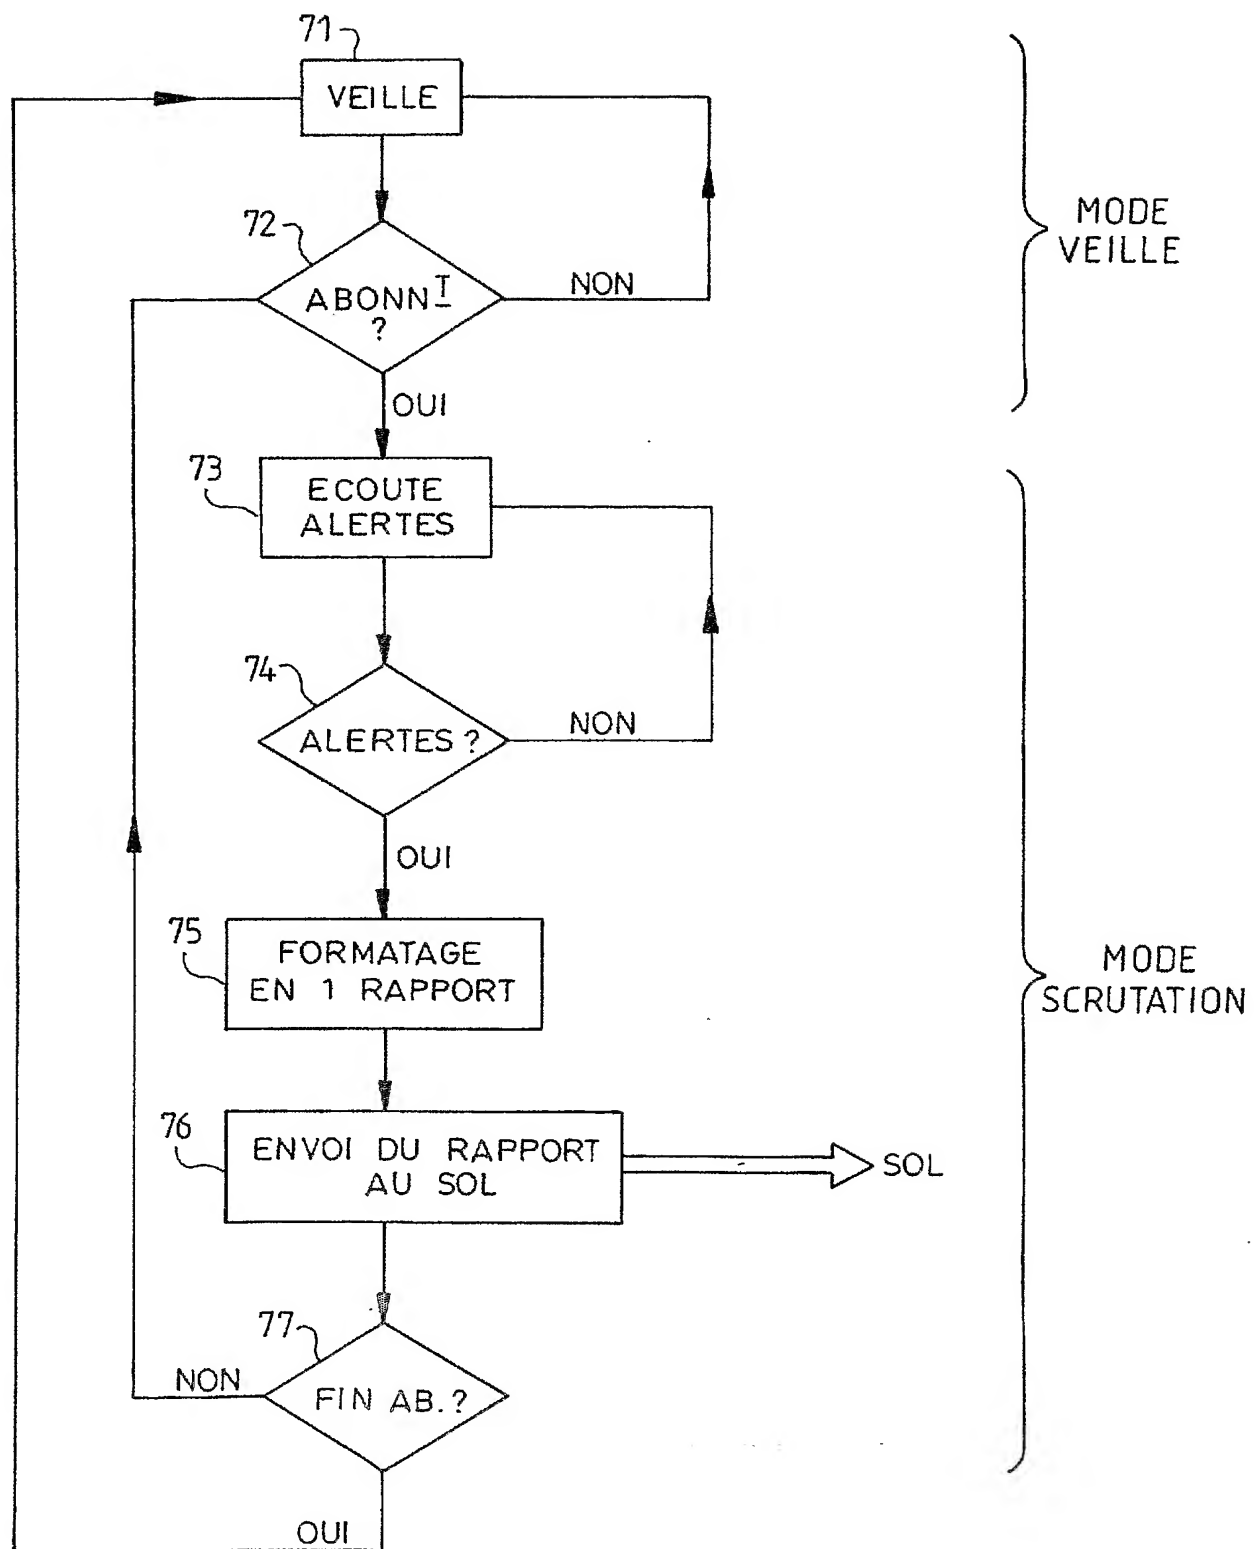 71
VEILLE
72
ABONNT
?
NON
MODE
VEILLE
OUI
73
ECOUTE
ALERTES
74
ALERTES ?
NON
OUI
75
FORMATAGE
EN 1 RAPPORT
MODE
SCRUTATION
76
ENVOI DU RAPPORT
AU SOL
SOL
77
NON
FIN AB. ?
OUI